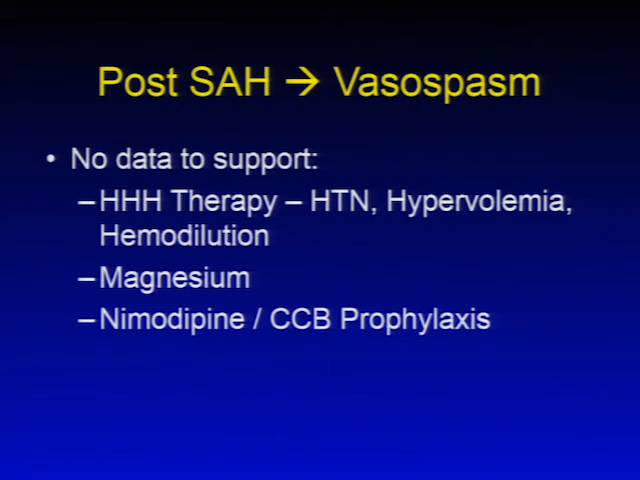 Post SAH → Vasospasm
• No data to support:
–HHH Therapy – HTN, Hypervolemia,
Hemodilution
–Magnesium
–Nimodipine / CCB Prophylaxis